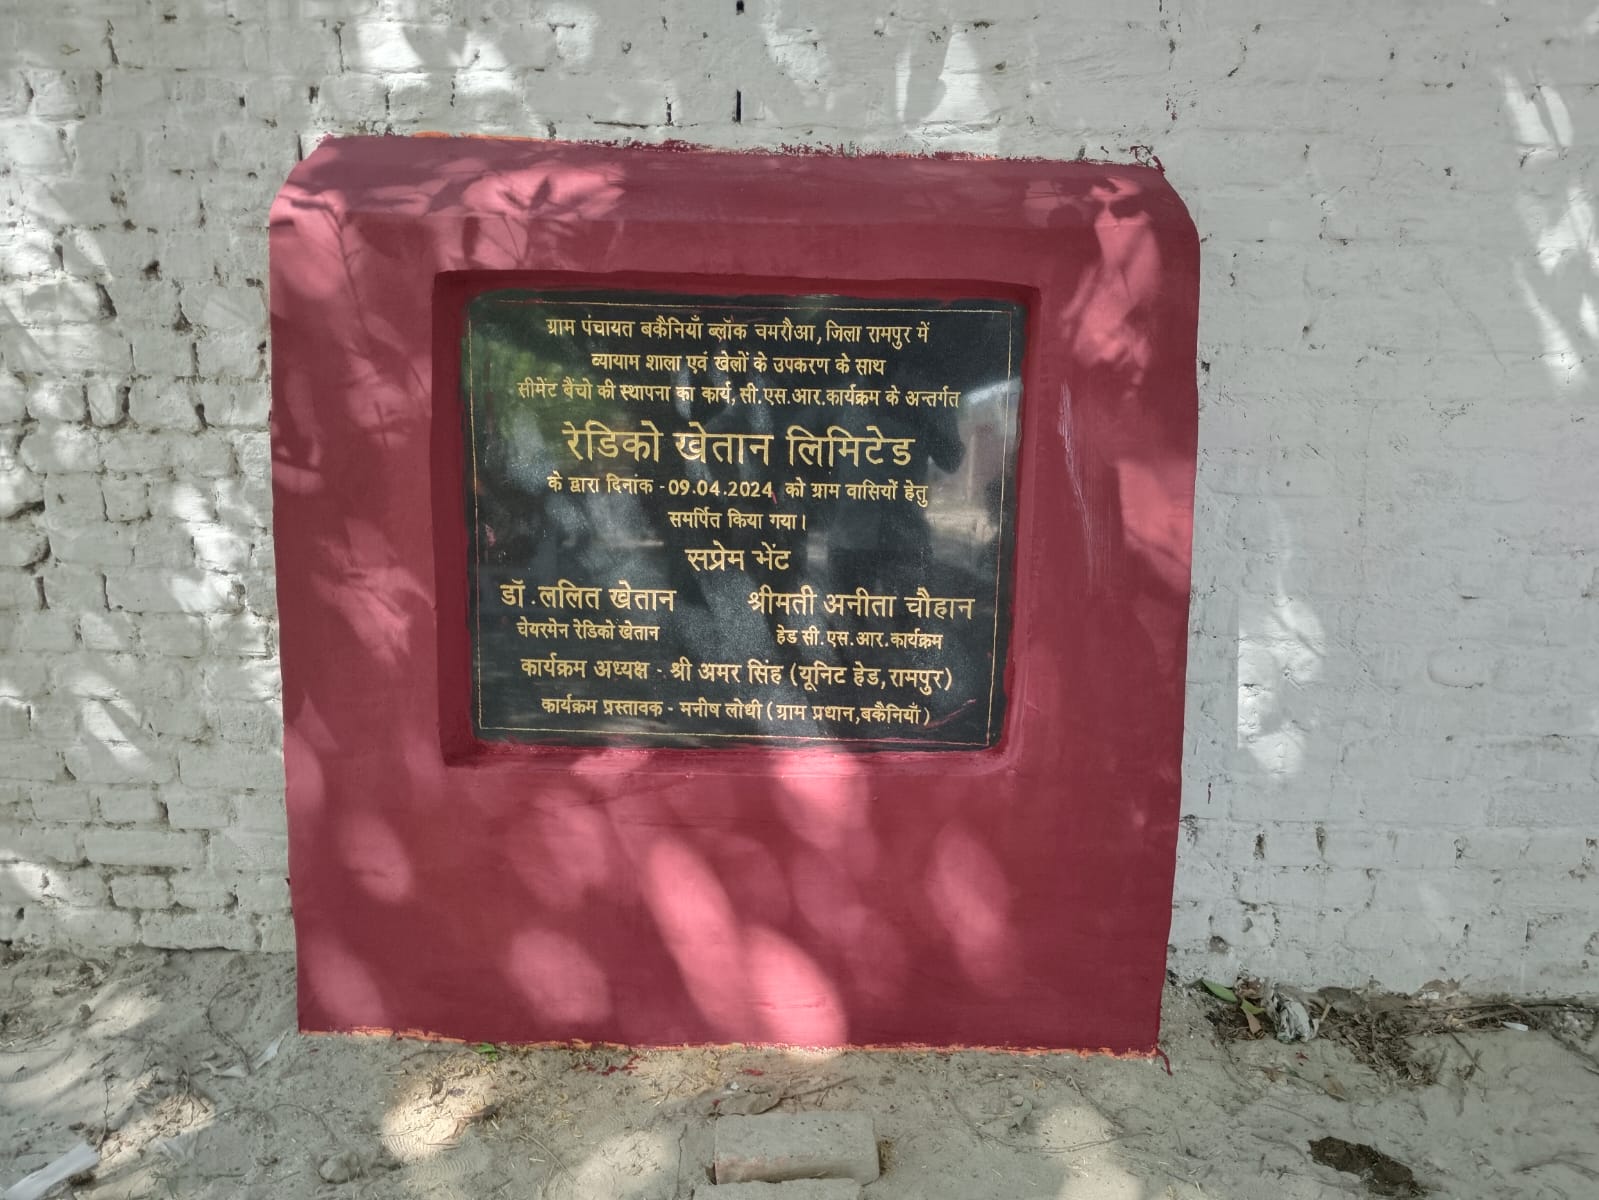 ग्राम पंचायत बकैनियाँ ब्लॉक चमरौआ, जिला रामपुर में
व्यायाम शाला एवं खेलों के उपकरण के साथ
सीमेंट बैंचो की स्थापना का कार्य, सी.एस.आर.कार्यक्रम के अन्तर्गत
रेडिको खेतान लिमिटेड
के द्वारा दिनांक - 09.04.2024 को ग्राम वासियों हेतु
समर्पित किया गया।
सप्रेम भेंट
डॉ. ललित खेतान श्रीमती अनीता चौहान
चेयरमेन रेडिको खेतान हेड सी.एस.आर.कार्यक्रम
कार्यक्रम अध्यक्ष - श्री अमर सिंह (यूनिट हेड, रामपुर)
कार्यक्रम प्रस्तावक - मनीष लोधी (ग्राम प्रधान, बकैनियाँ)